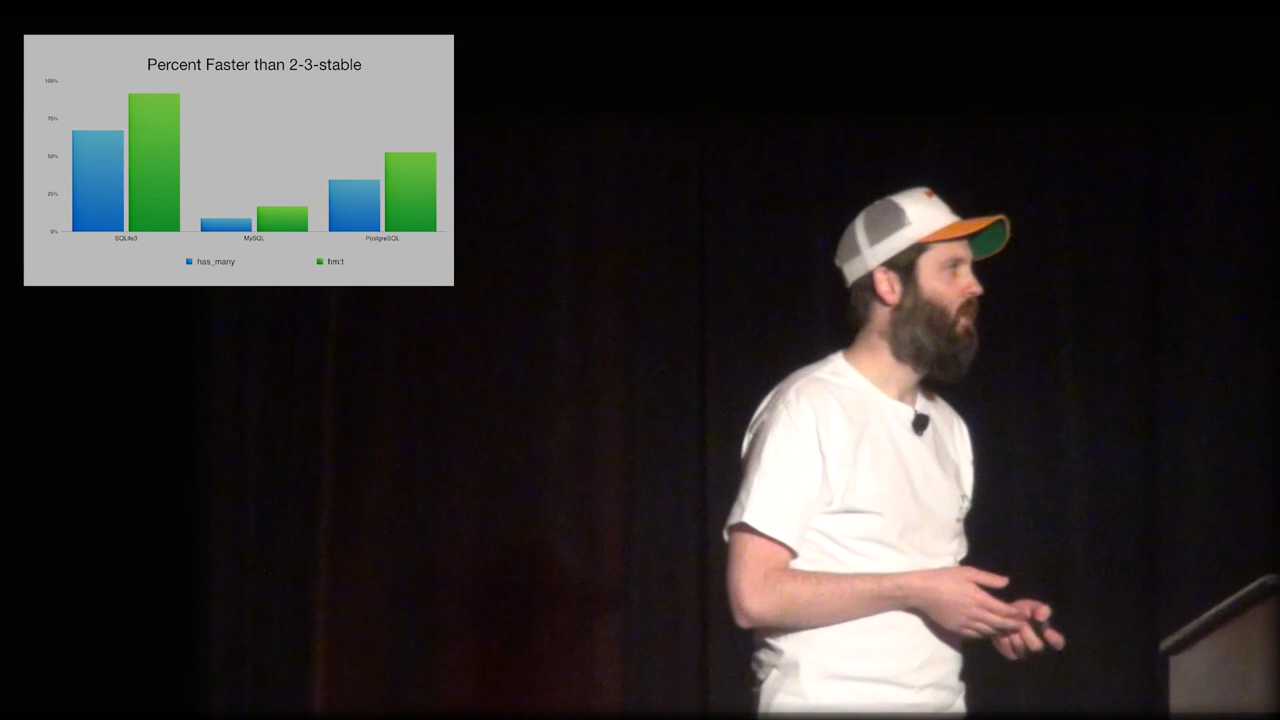 Percent Faster than 2-3-stable
100%
75%
50%
25%
0%
SQLite3 MySQL PostgreSQL
has_many hm:t